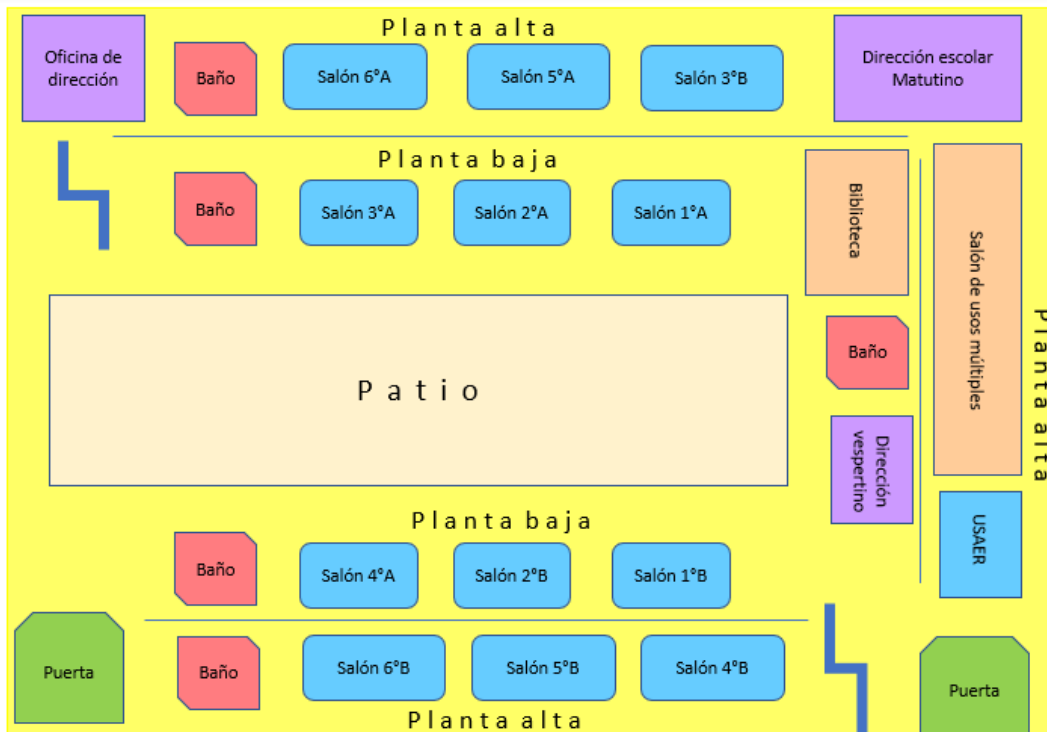 Planta alta
Oficina de
dirección
Baño
Salón 6°A
Salón 5°A
Salón 3°B
Dirección escolar
Matutino
Planta baja
Baño
Salón 3°A
Salón 2°A
Salón 1°A
Biblioteca
Salón de usos múltiples
Planta alta
Patio
Baño
Dirección
vespertino
USAER
Planta baja
Baño
Salón 4°A
Salón 2°B
Salón 1°B
Puerta
Baño
Salón 6°B
Salón 5°B
Salón 4°B
Puerta
Planta alta